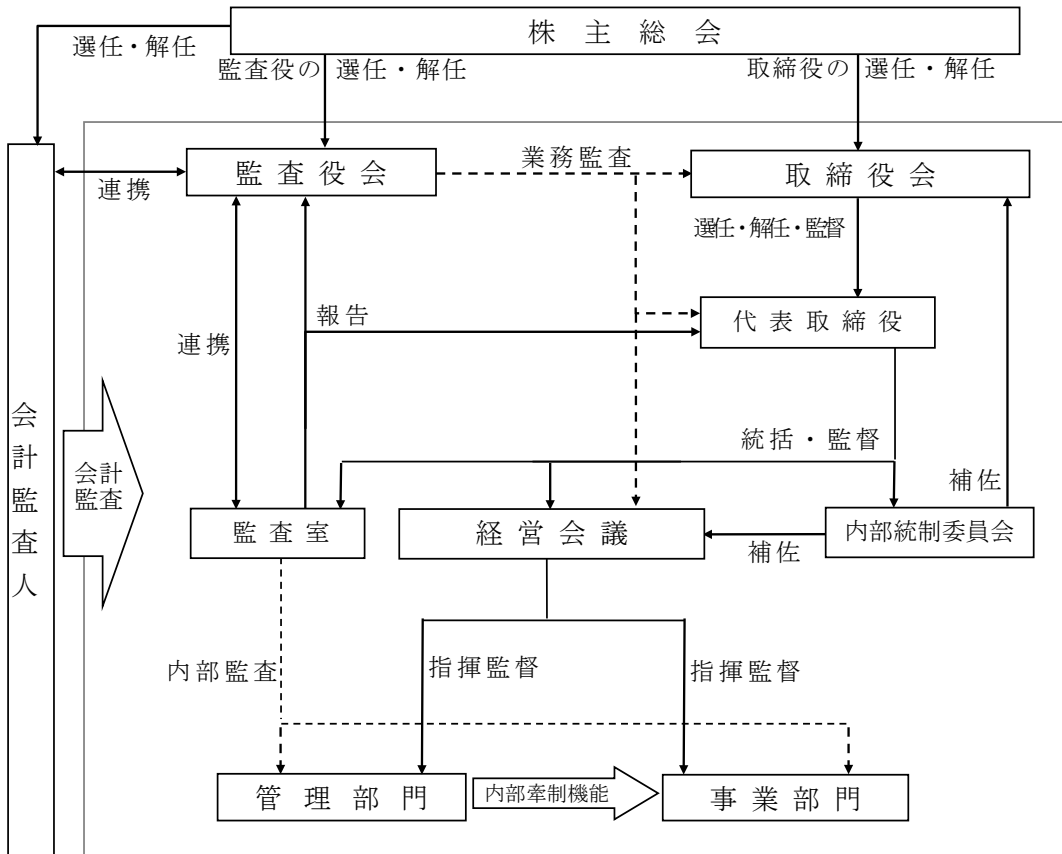 株主総会
選任・解任
監査役の 選任・解任
取締役の 選任・解任
監査役会
業務監査
取締役会
連携
選任・解任・監督
代表取締役
報告
連携
会計監査人
会計
監査
統括・監督
補佐
監査室
経営会議
内部統制委員会
補佐
内部監査
指揮監督
指揮監督
管理部門
内部牽制機能
事業部門